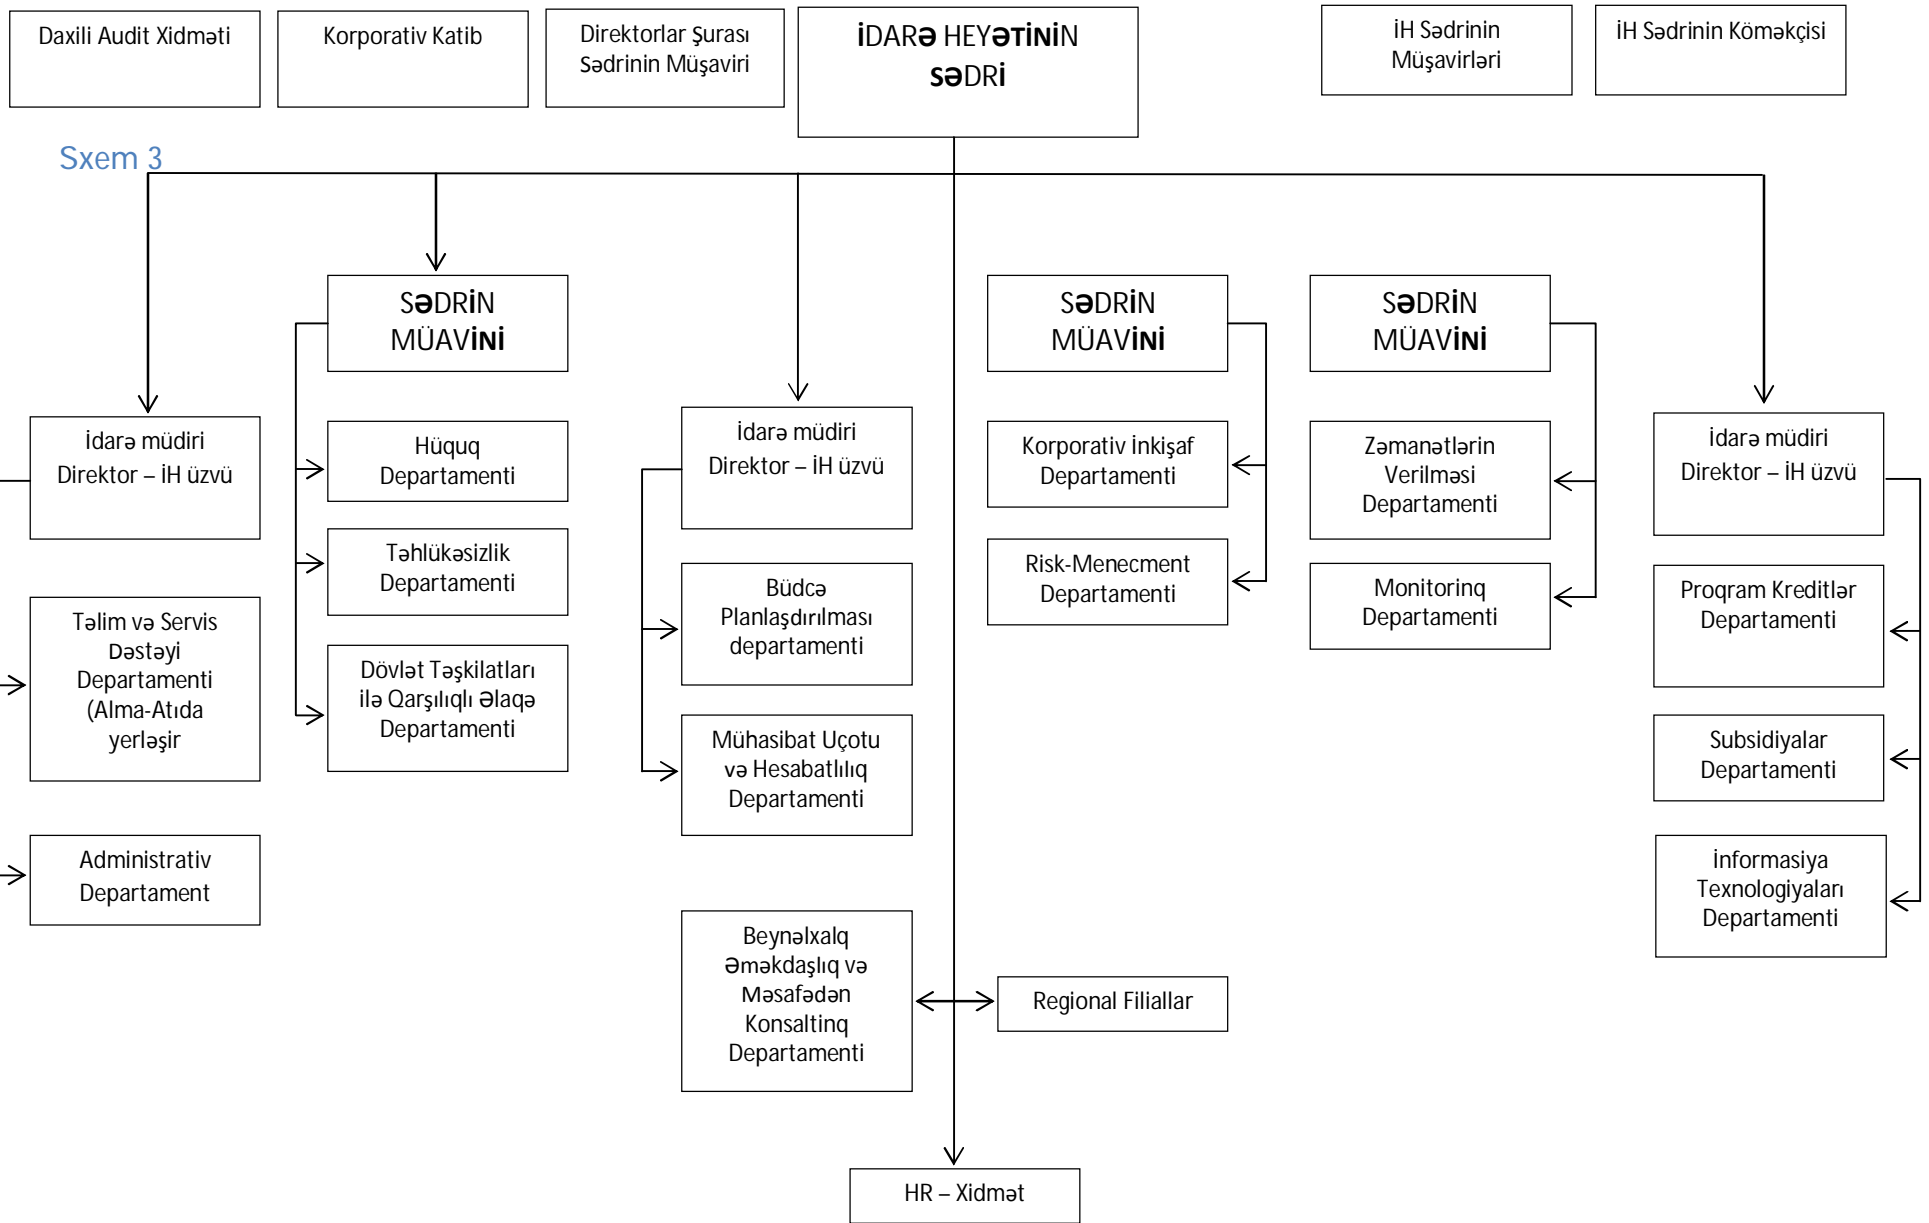 Daxili Audit Xidməti
Korporativ Katib
Direktorlar Şurası
Sədrinin Müşaviri
İDARƏ HEYƏTİNİN
SƏDRİ
İH Sədrinin
Müşavirləri
İH Sədrinin Köməkçisi
Sxem 3
SƏDRİN
MÜAVİNİ
SƏDRİN
MÜAVİNİ
SƏDRİN
MÜAVİNİ
İdarə müdiri
Direktor – İH üzvü
Hüquq
Departamenti
İdarə müdiri
Direktor – İH üzvü
Korporativ İnkişaf
Departamenti
Zəmanətlərin
Verilməsi
Departamenti
İdarə müdiri
Direktor – İH üzvü
Təhlükəsizlik
Departamenti
Risk-Menecment
Departamenti
Büdcə
Planlaşdırılması
departamenti
Monitorinq
Departamenti
Proqram Kreditlər
Departamenti
Təlim və Servis
Dəstəyi
Departamenti
(Alma-Atıda
yerləşir
Dövlət Təşkilatları
ilə Qarşılıqlı Əlaqə
Departamenti
Mühasibat Uçotu
və Hesabatlılıq
Departamenti
Subsidiyalar
Departamenti
Administrativ
Departament
İnformasiya
Texnologiyaları
Departamenti
Beynəlxalq
Əməkdaşlıq və
Məsafədən
Konsaltinq
Departamenti
Regional Filiallar
HR – Xidmət